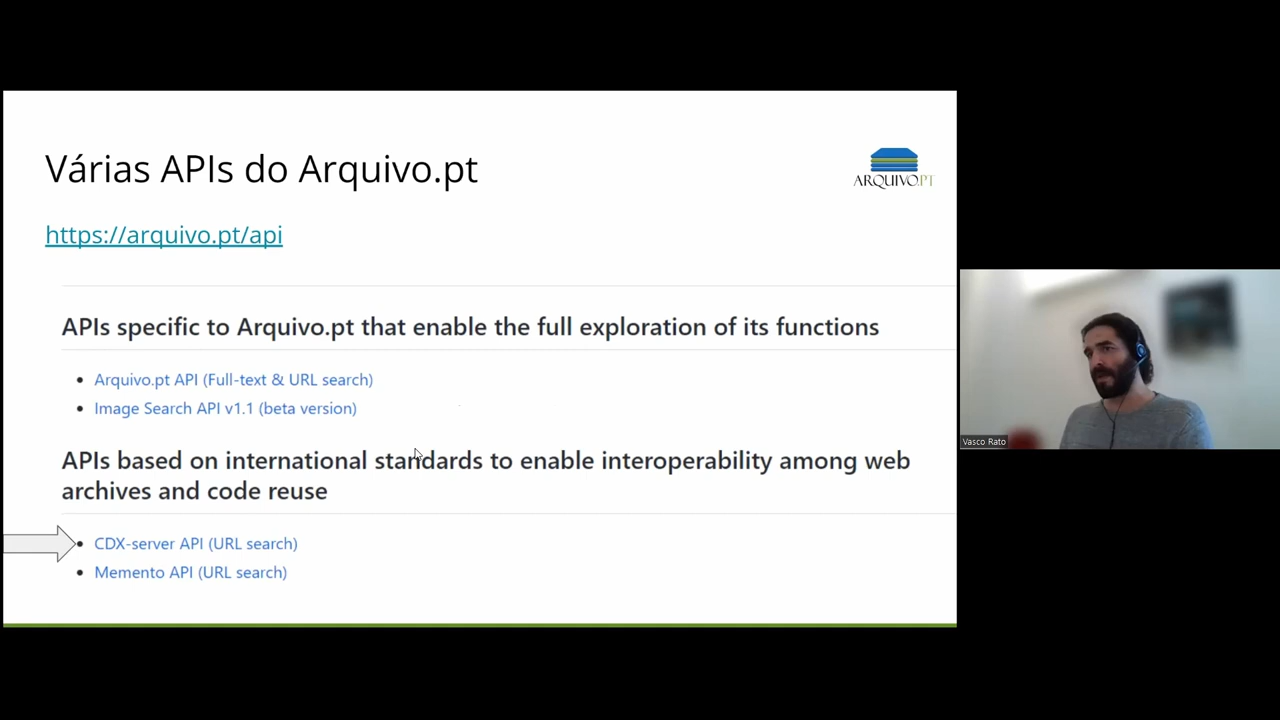 Várias APIs do Arquivo.pt
ARQUIVO.PT
https://arquivo.pt/api
APIs specific to Arquivo.pt that enable the full exploration of its functions
Arquivo.pt API (Full-text & URL search)
Image Search API v1.1 (beta version)
APIs based on international standards to enable interoperability among web
archives and code reuse
CDX-server API (URL search)
Memento API (URL search)
Vasco Rato